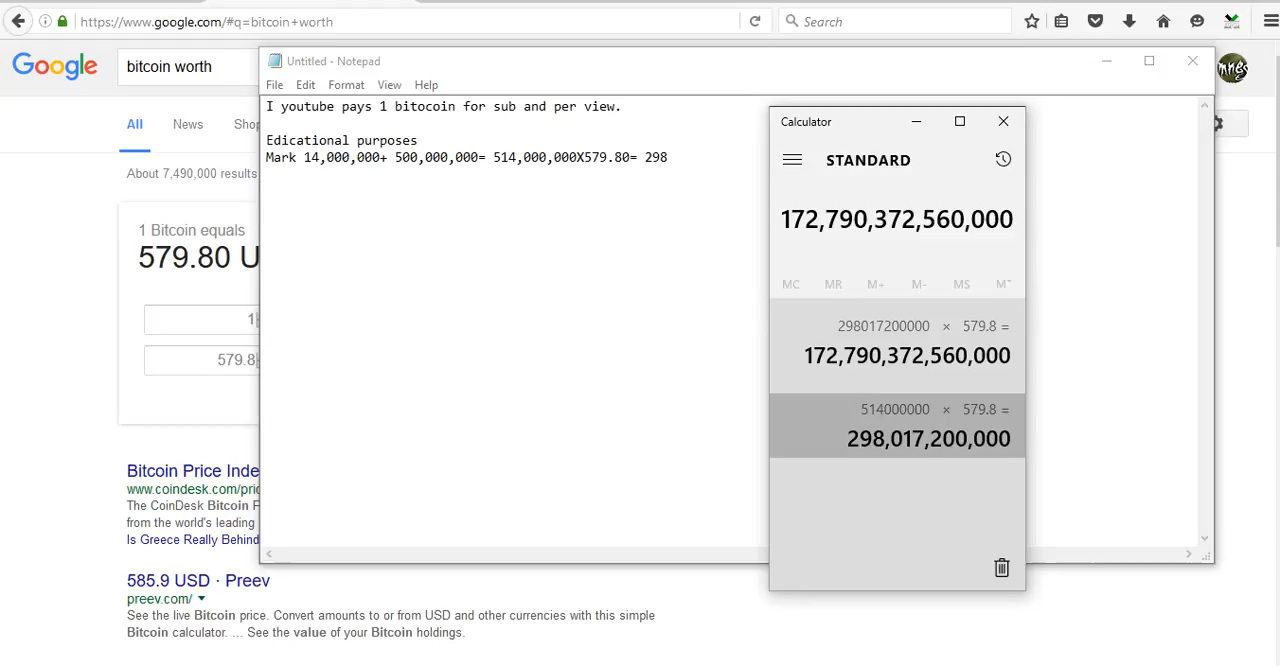 https://www.google.com/#q=bitcoin+worth
Search
Google
bitcoin worth
mngs
All
News
Shop
About 7,490,000 results
1 Bitcoin equals
579.80 U
1
579.8
Bitcoin Price Inde
www.coindesk.com/pric
The CoinDesk Bitcoin F
from the world's leading
Is Greece Really Behind
585.9 USD · Preev
preev.com/
See the live Bitcoin price. Convert amounts to or from USD and other currencies with this simple
Bitcoin calculator. ... See the value of your Bitcoin holdings.
Untitled - Notepad
File Edit Format View Help
I youtube pays 1 bitocoin for sub and per view.
Edicational purposes
Mark 14,000,000+ 500,000,000= 514,000,000X579.80= 298
Calculator
STANDARD
172,790,372,560,000
MC MR M+ M- MS M˅
298017200000 × 579.8 =
172,790,372,560,000
514000000 × 579.8 =
298,017,200,000